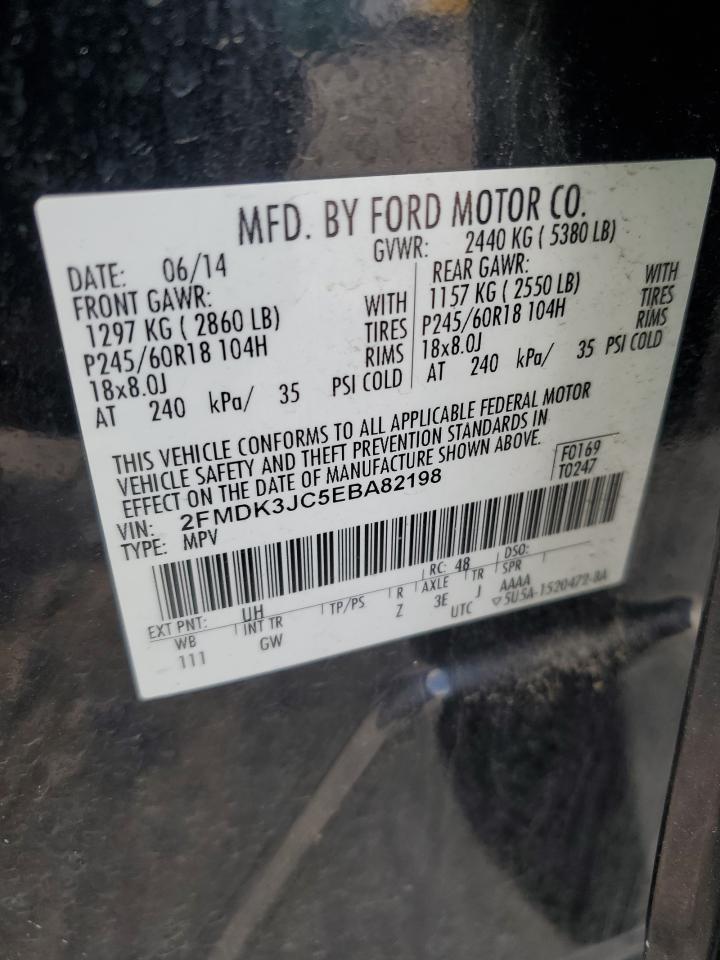 MFD. BY FORD MOTOR CO.
DATE: 06/14 GVWR: 2440 KG ( 5380 LB)
FRONT GAWR: REAR GAWR:
1297 KG ( 2860 LB) WITH 1157 KG ( 2550 LB) WITH
P245/60R18 104H TIRES P245/60R18 104H TIRES
18x8.0J RIMS 18x8.0J RIMS
AT 240 kPa/ 35 PSI COLD AT 240 kPa/ 35 PSI COLD
THIS VEHICLE CONFORMS TO ALL APPLICABLE FEDERAL MOTOR
VEHICLE SAFETY AND THEFT PREVENTION STANDARDS IN
EFFECT ON THE DATE OF MANUFACTURE SHOWN ABOVE.
F0169
T0247
VIN: 2FMDK3JC5EBA82198
TYPE: MPV
EXT PNT: UH RC: 48 DSO:
WB INT TR TP/PS R AXLE TR SPR
111 GW Z 3E J AAAA
UTC ▽5U5A-1520472-BA